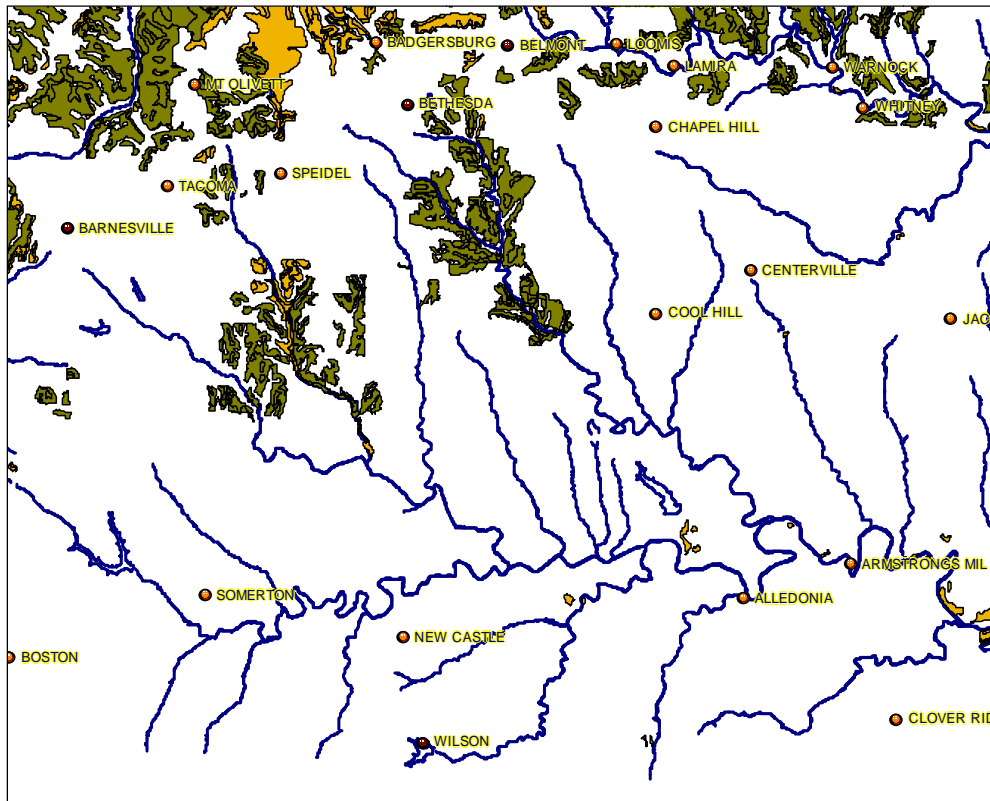 BADGERSBURG
BELMONT
LOOMIS
LAMIRA
WARNOCK
MT OLIVETT
BETHESDA
WHITNEY
CHAPEL HILL
SPEIDEL
TACOMA
BARNESVILLE
CENTERVILLE
COOL HILL
JAC
ARMSTRONGS MIL
SOMERTON
ALLEDONIA
NEW CASTLE
BOSTON
CLOVER RID
WILSON